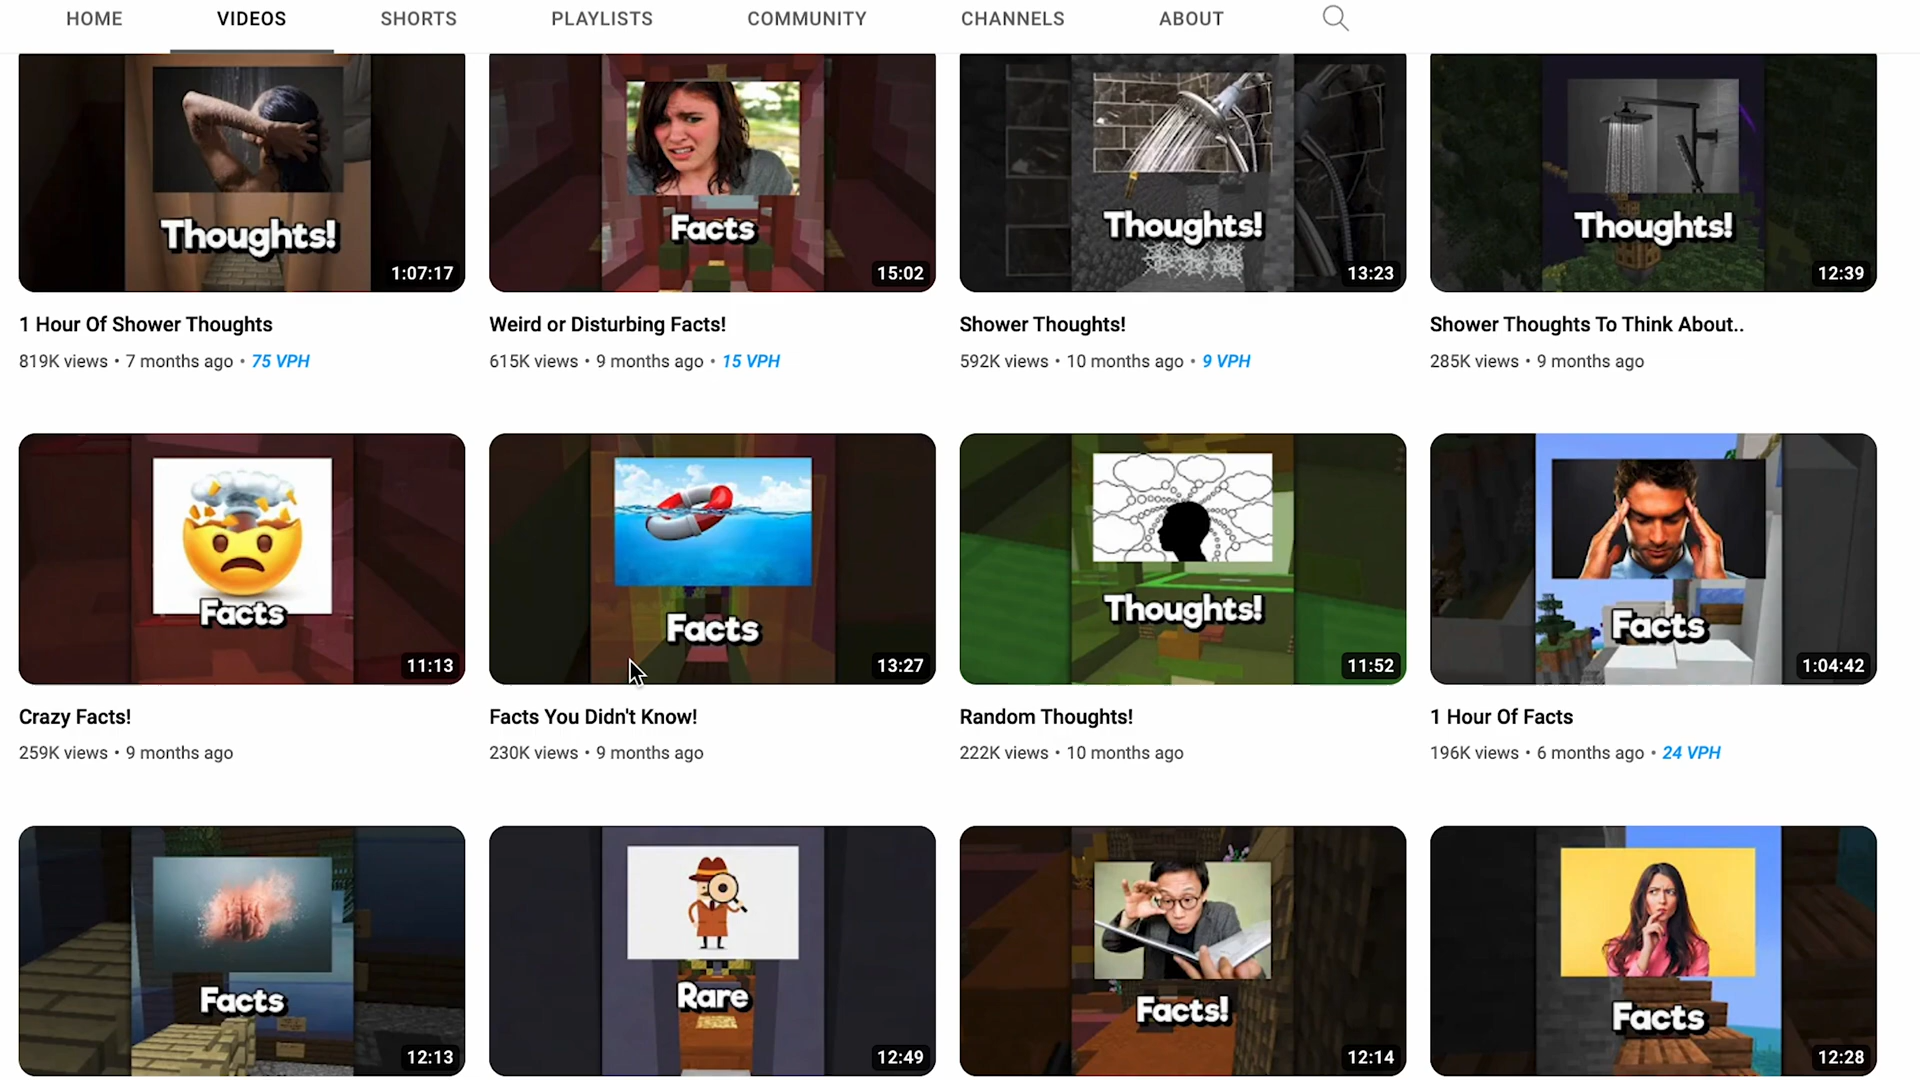 HOME VIDEOS SHORTS PLAYLISTS COMMUNITY CHANNELS ABOUT
Thoughts! 1:07:17
Facts 15:02
Thoughts! 13:23
Thoughts! 12:39
1 Hour Of Shower Thoughts
819K views • 7 months ago • 75 VPH
Weird or Disturbing Facts!
615K views • 9 months ago • 15 VPH
Shower Thoughts!
592K views • 10 months ago • 9 VPH
Shower Thoughts To Think About..
285K views • 9 months ago
Facts 11:13
Facts 13:27
Thoughts! 11:52
Facts 1:04:42
Crazy Facts!
259K views • 9 months ago
Facts You Didn't Know!
230K views • 9 months ago
Random Thoughts!
222K views • 10 months ago
1 Hour Of Facts
196K views • 6 months ago • 24 VPH
Facts 12:13
Rare 12:49
Facts! 12:14
Facts 12:28